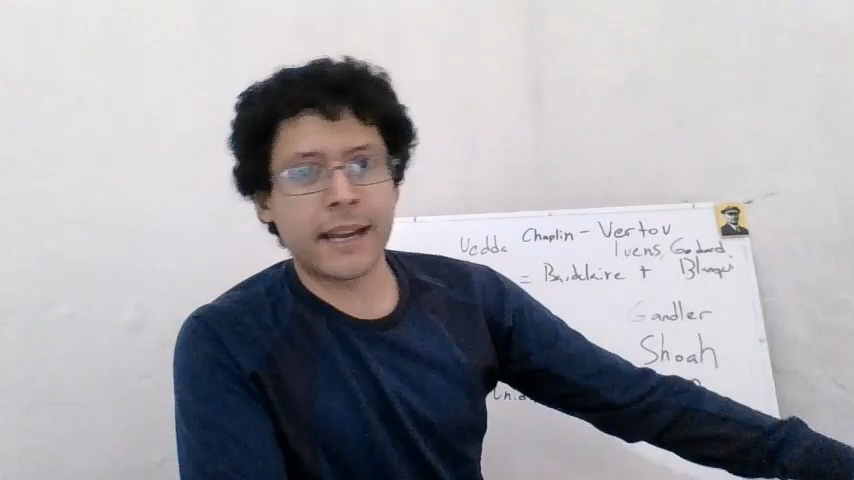 Vedda Chaplin - Vertov
Ivens, Godard.
= Baudelaire + Blanqui
Gandler
Shoah